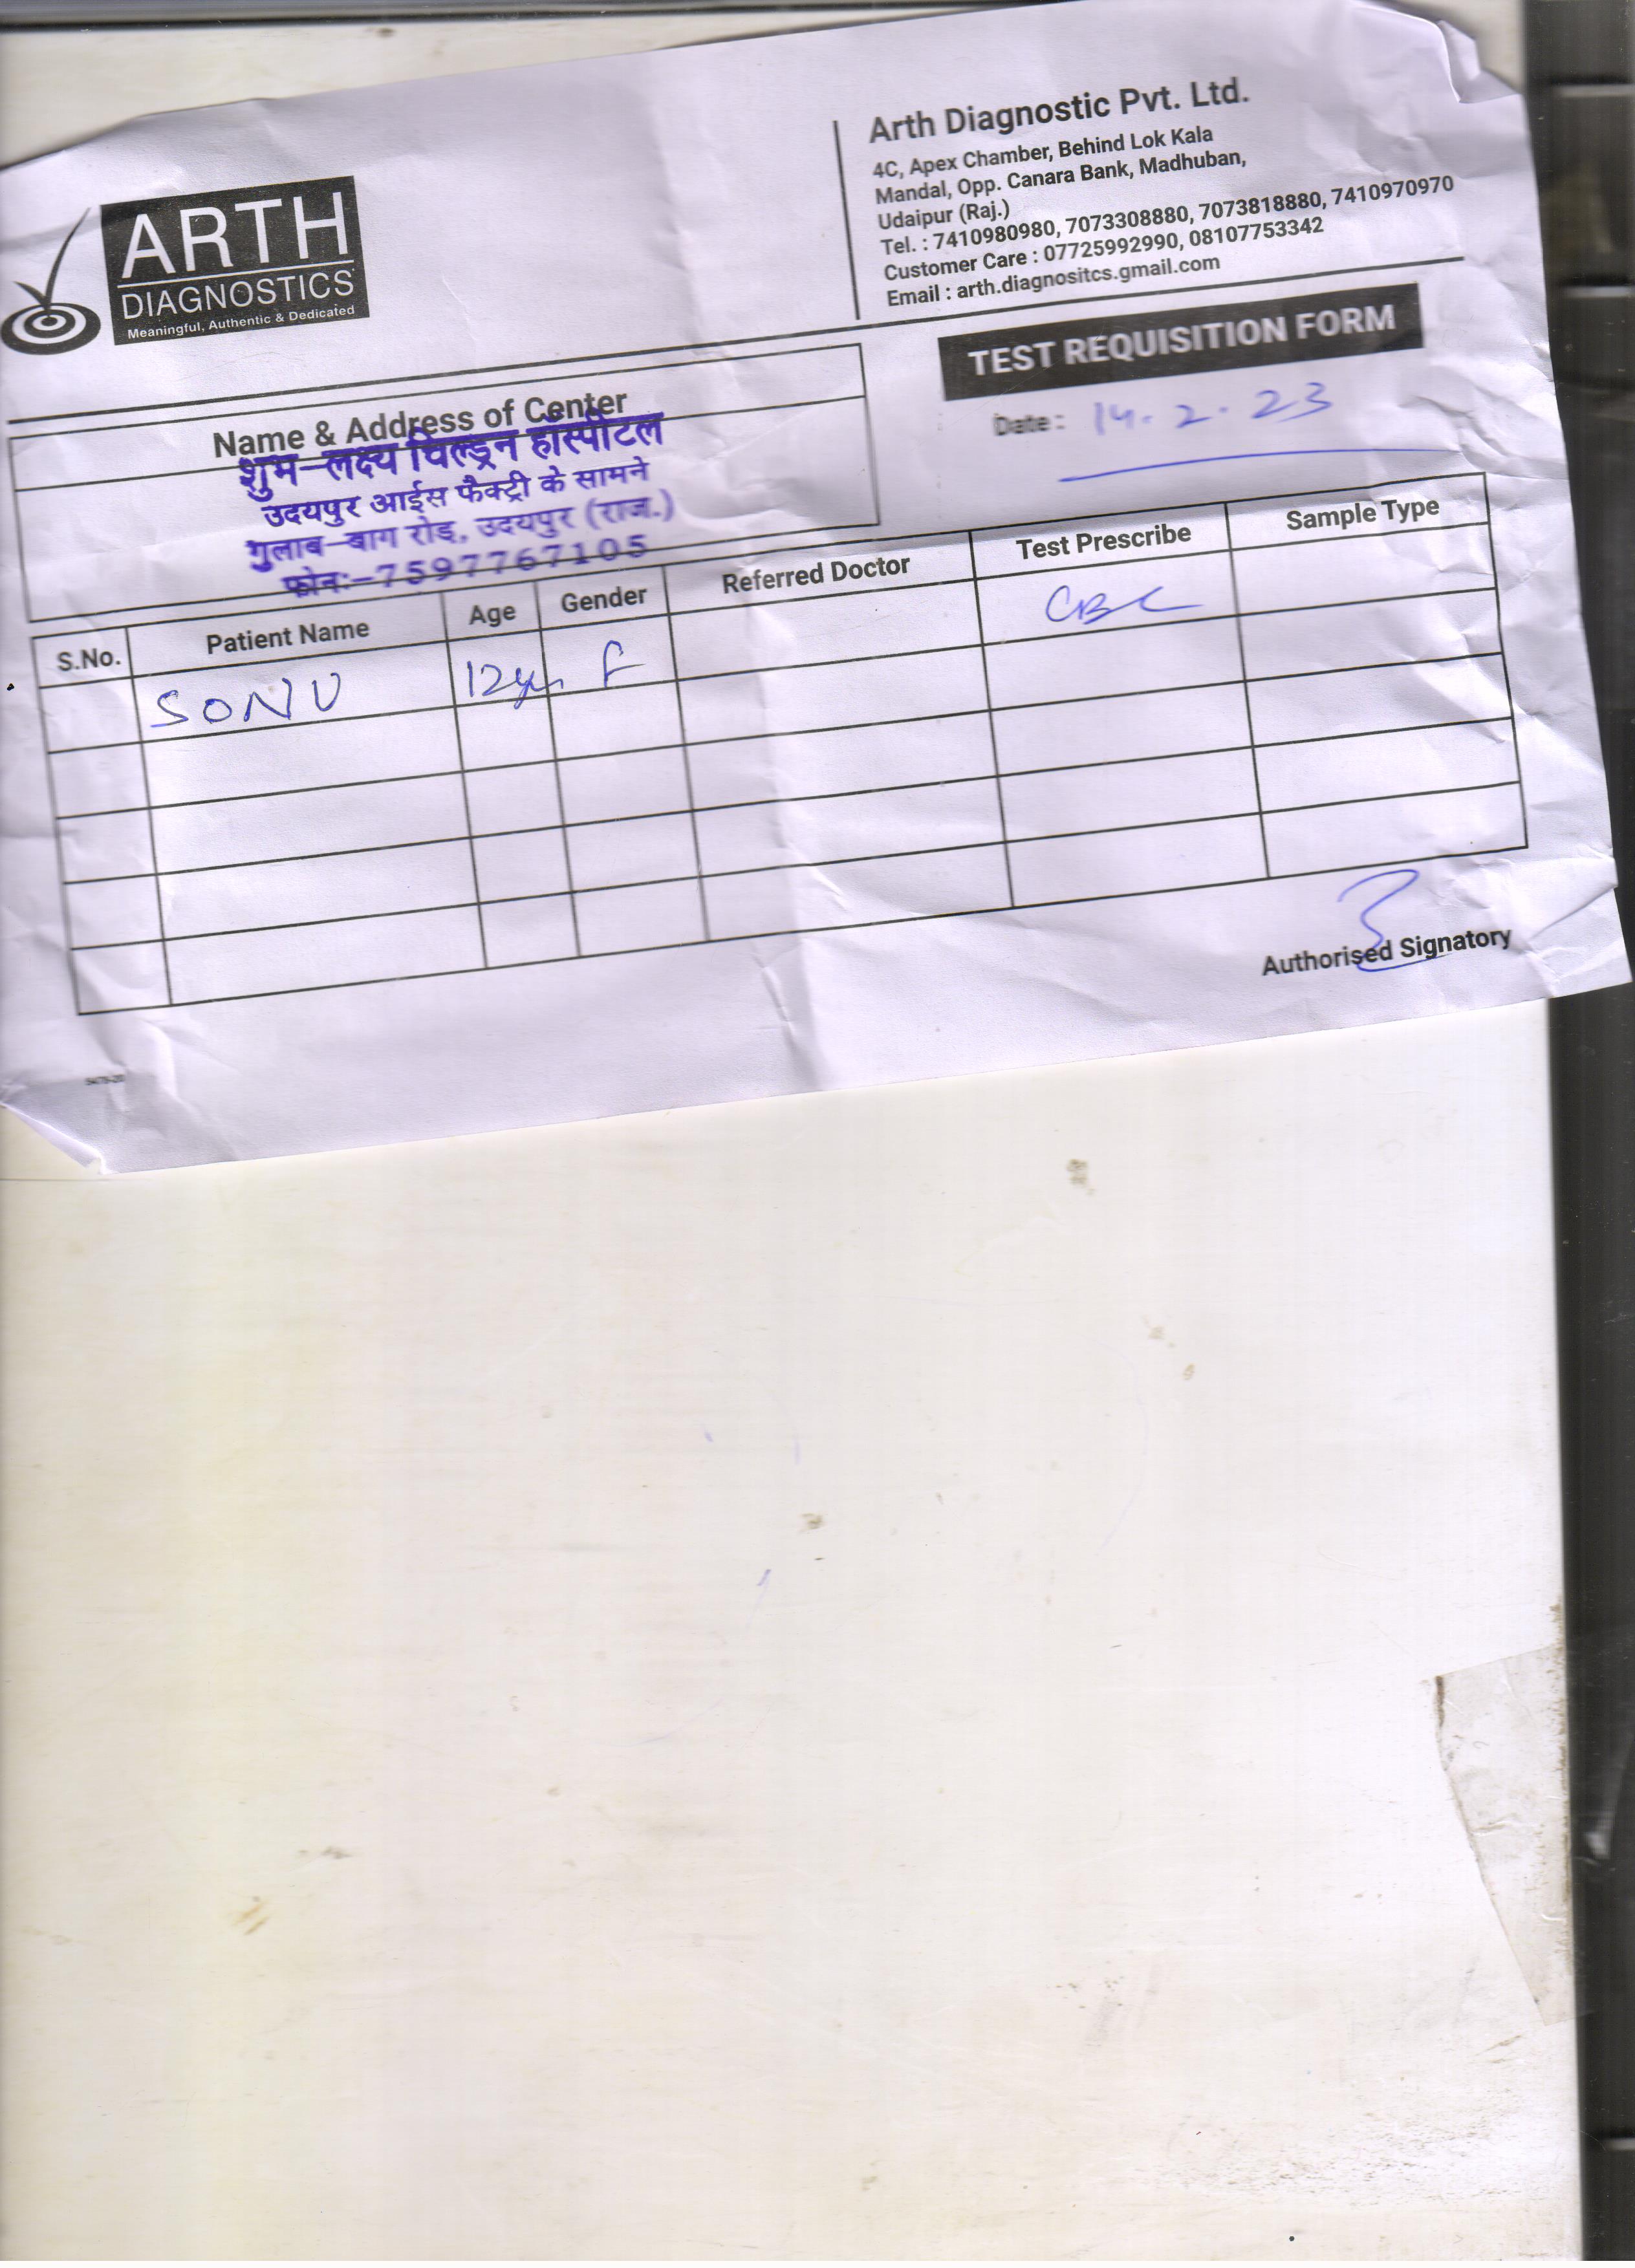 ARTH
DIAGNOSTICS
Meaningful, Authentic & Dedicated
Arth Diagnostic Pvt. Ltd.
4C, Apex Chamber, Behind Lok Kala
Mandal, Opp. Canara Bank, Madhuban,
Udaipur (Raj.)
Tel. : 7410980980, 7073308880, 7073818880, 7410970970
Customer Care : 07725992990, 08107753342
Email : arth.diagnositcs.gmail.com
TEST REQUISITION FORM
Date : 14.2.23
Name & Address of Center
शुभ-लक्ष्य चिल्ड्रन हॉस्पीटल
उदयपुर आईस फैक्ट्री के सामने
गुलाब-बाग रोड, उदयपुर (राज.)
फोन:-7597767105
S.No. Patient Name Age Gender Referred Doctor Test Prescribe Sample Type
SONU 12yr F CBC
Authorised Signatory